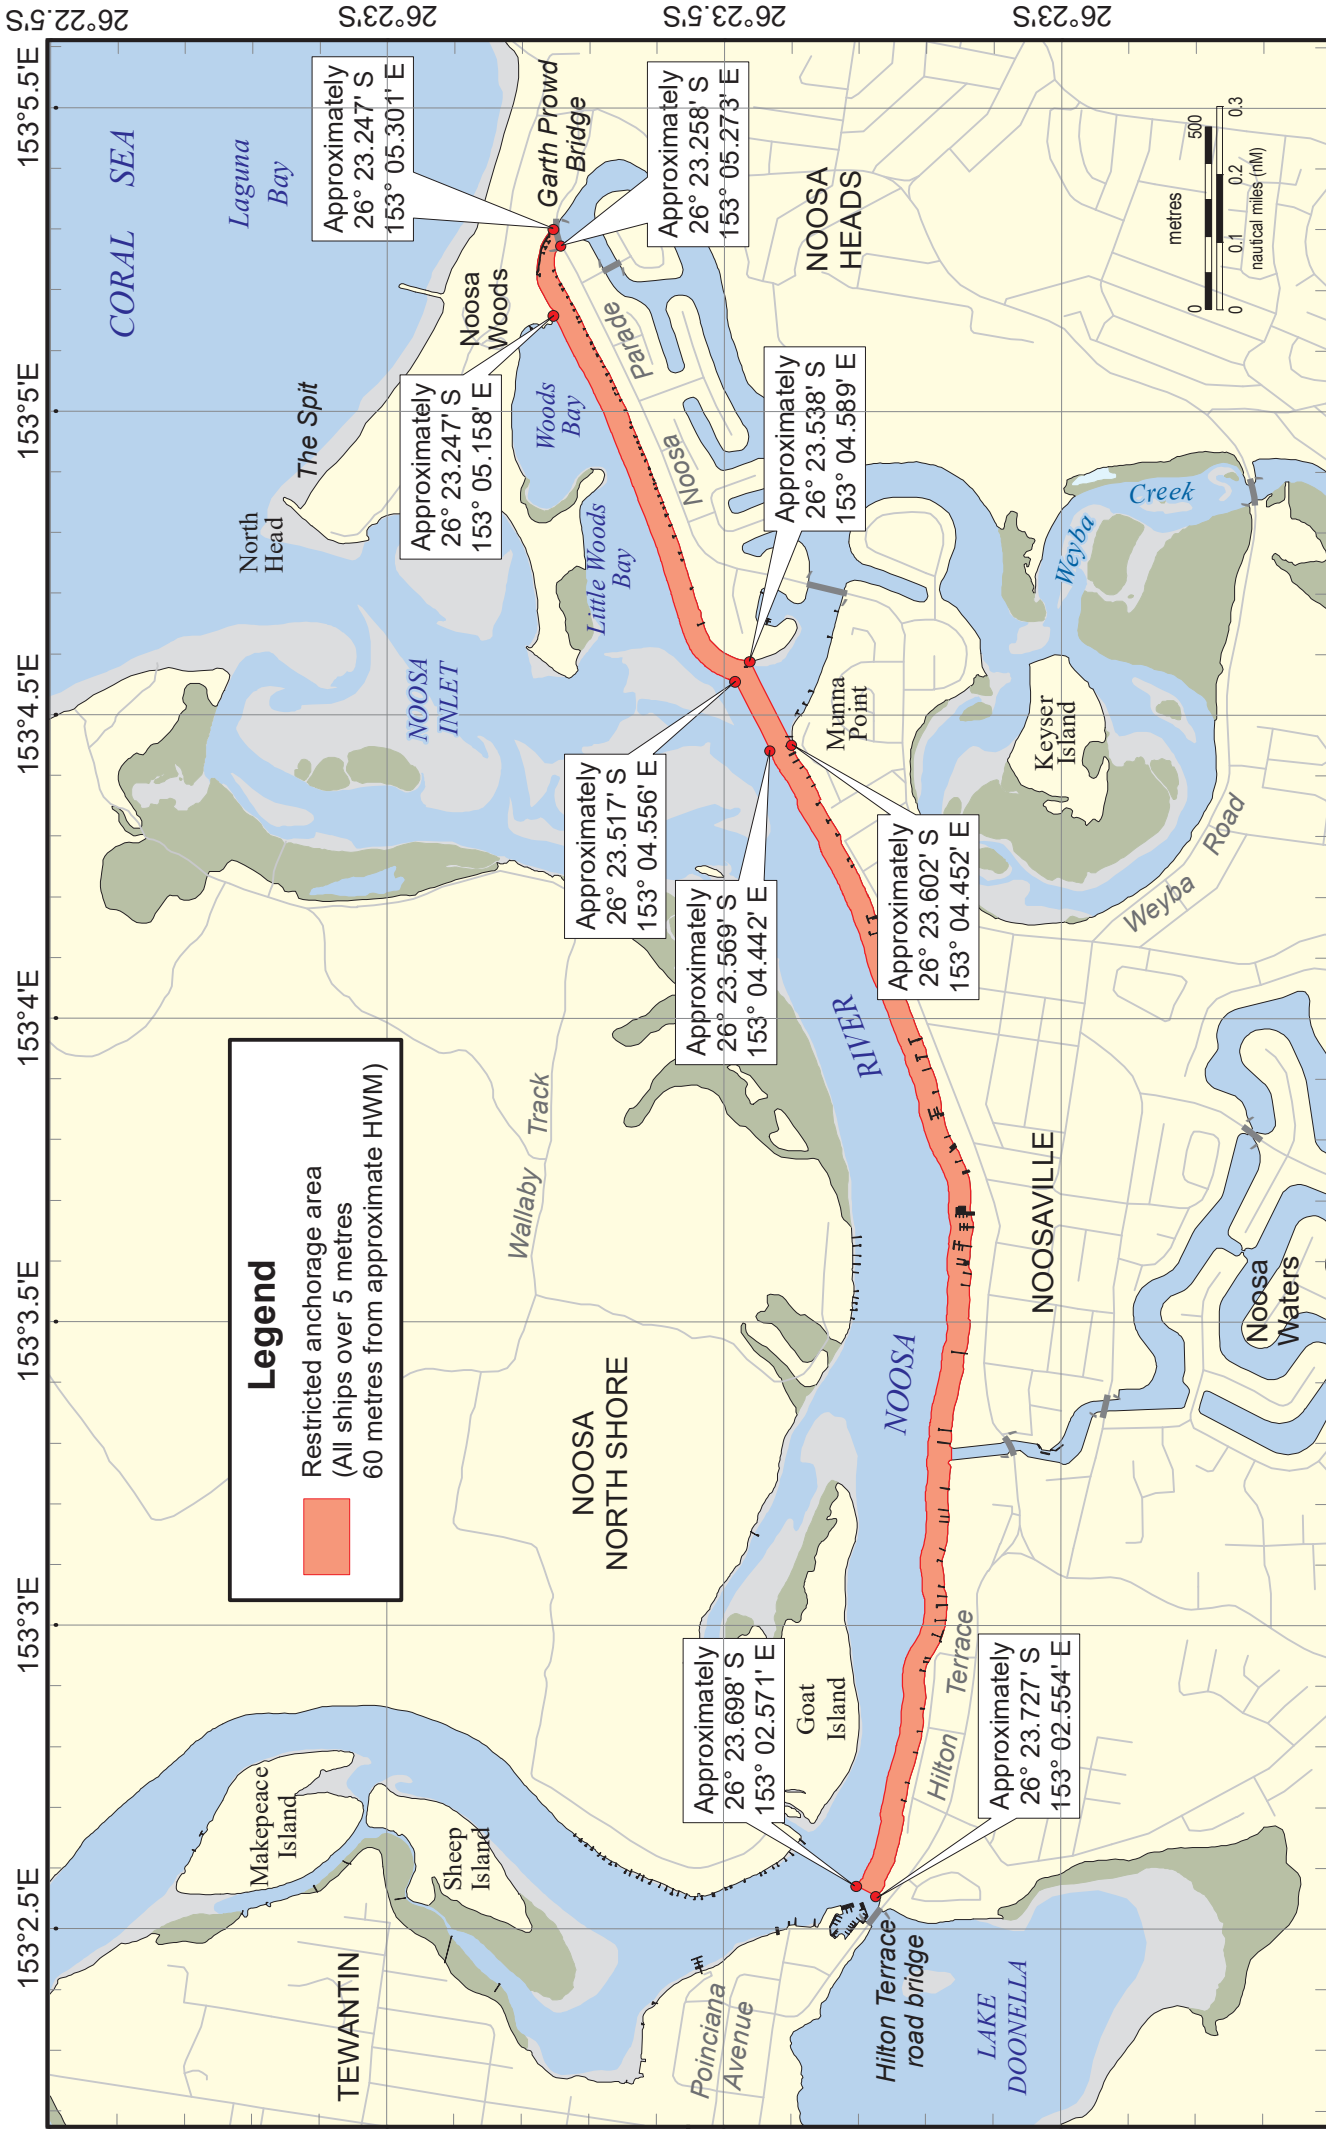 153°2.5'E
153°3'E
153°3.5'E
153°4'E
153°4.5'E
153°5'E
153°5.5'E
26°22.5'S
26°23'S
26°23.5'S
26°23'S
Legend
Restricted anchorage area
(All ships over 5 metres
60 metres from approximate HWM)
CORAL SEA
Laguna
Bay
The Spit
North
Head
NOOSA
INLET
Noosa
Woods
Woods
Bay
Little Woods
Bay
Garth Prowd
Bridge
Approximately
26° 23.247' S
153° 05.301' E
Approximately
26° 23.258' S
153° 05.273' E
Approximately
26° 23.247' S
153° 05.158' E
Approximately
26° 23.538' S
153° 04.589' E
Approximately
26° 23.517' S
153° 04.556' E
Approximately
26° 23.569' S
153° 04.442' E
Approximately
26° 23.602' S
153° 04.452' E
Approximately
26° 23.698' S
153° 02.571' E
Approximately
26° 23.727' S
153° 02.554' E
Makepeace
Island
Sheep
Island
TEWANTIN
Wallaby Track
NOOSA
NORTH SHORE
Goat
Island
Poinciana
Avenue
Hilton Terrace
road bridge
LAKE
DOONELLA
Hilton Terrace
NOOSA RIVER
NOOSAVILLE
Noosa
Waters
Munna
Point
Keyser
Island
Weyba Road
Weyba Creek
Noosa Parade
NOOSA
HEADS
metres
0 500
0 0.1 0.2 0.3
nautical miles (nM)